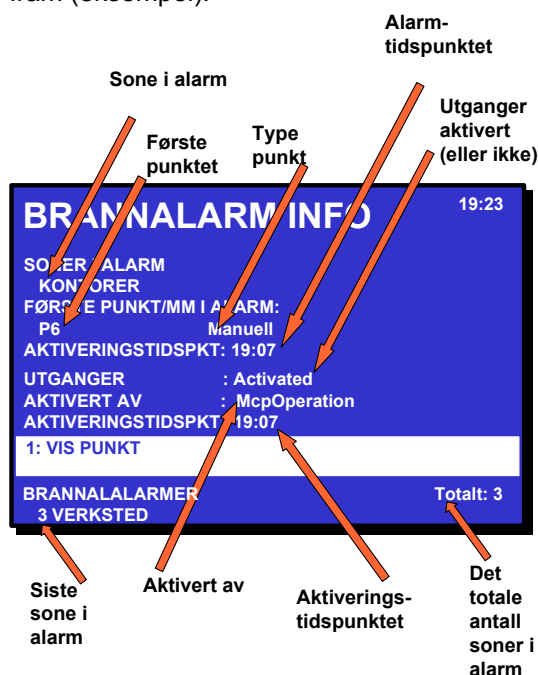 fram (eksempel):
Alarm-
tidspunktet
Sone i alarm
Utganger
aktivert
(eller ikke)
Første
punktet
Type
punkt
BRANNALARM INFO
19:23
SONER I ALARM
KONTORER
FØRSTE PUNKT/MM I ALARM:
P6 Manuell
AKTIVERINGSTIDSPKT: 19:07
UTGANGER : Activated
AKTIVERT AV : McpOperation
AKTIVERINGSTIDSPKT: 19:07
1: VIS PUNKT
BRANNALALARMER Totalt: 3
3 VERKSTED
Siste
sone i
alarm
Aktivert av
Aktiverings-
tidspunktet
Det
totale
antall
soner i
alarm